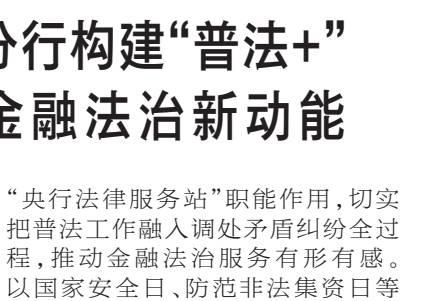 分行构建“普法+”
金融法治新动能
“央行法律服务站”职能作用,切实
把普法工作融入调处矛盾纠纷全过
程,推动金融法治服务有形有感。
以国家安全日、防范非法集资日等